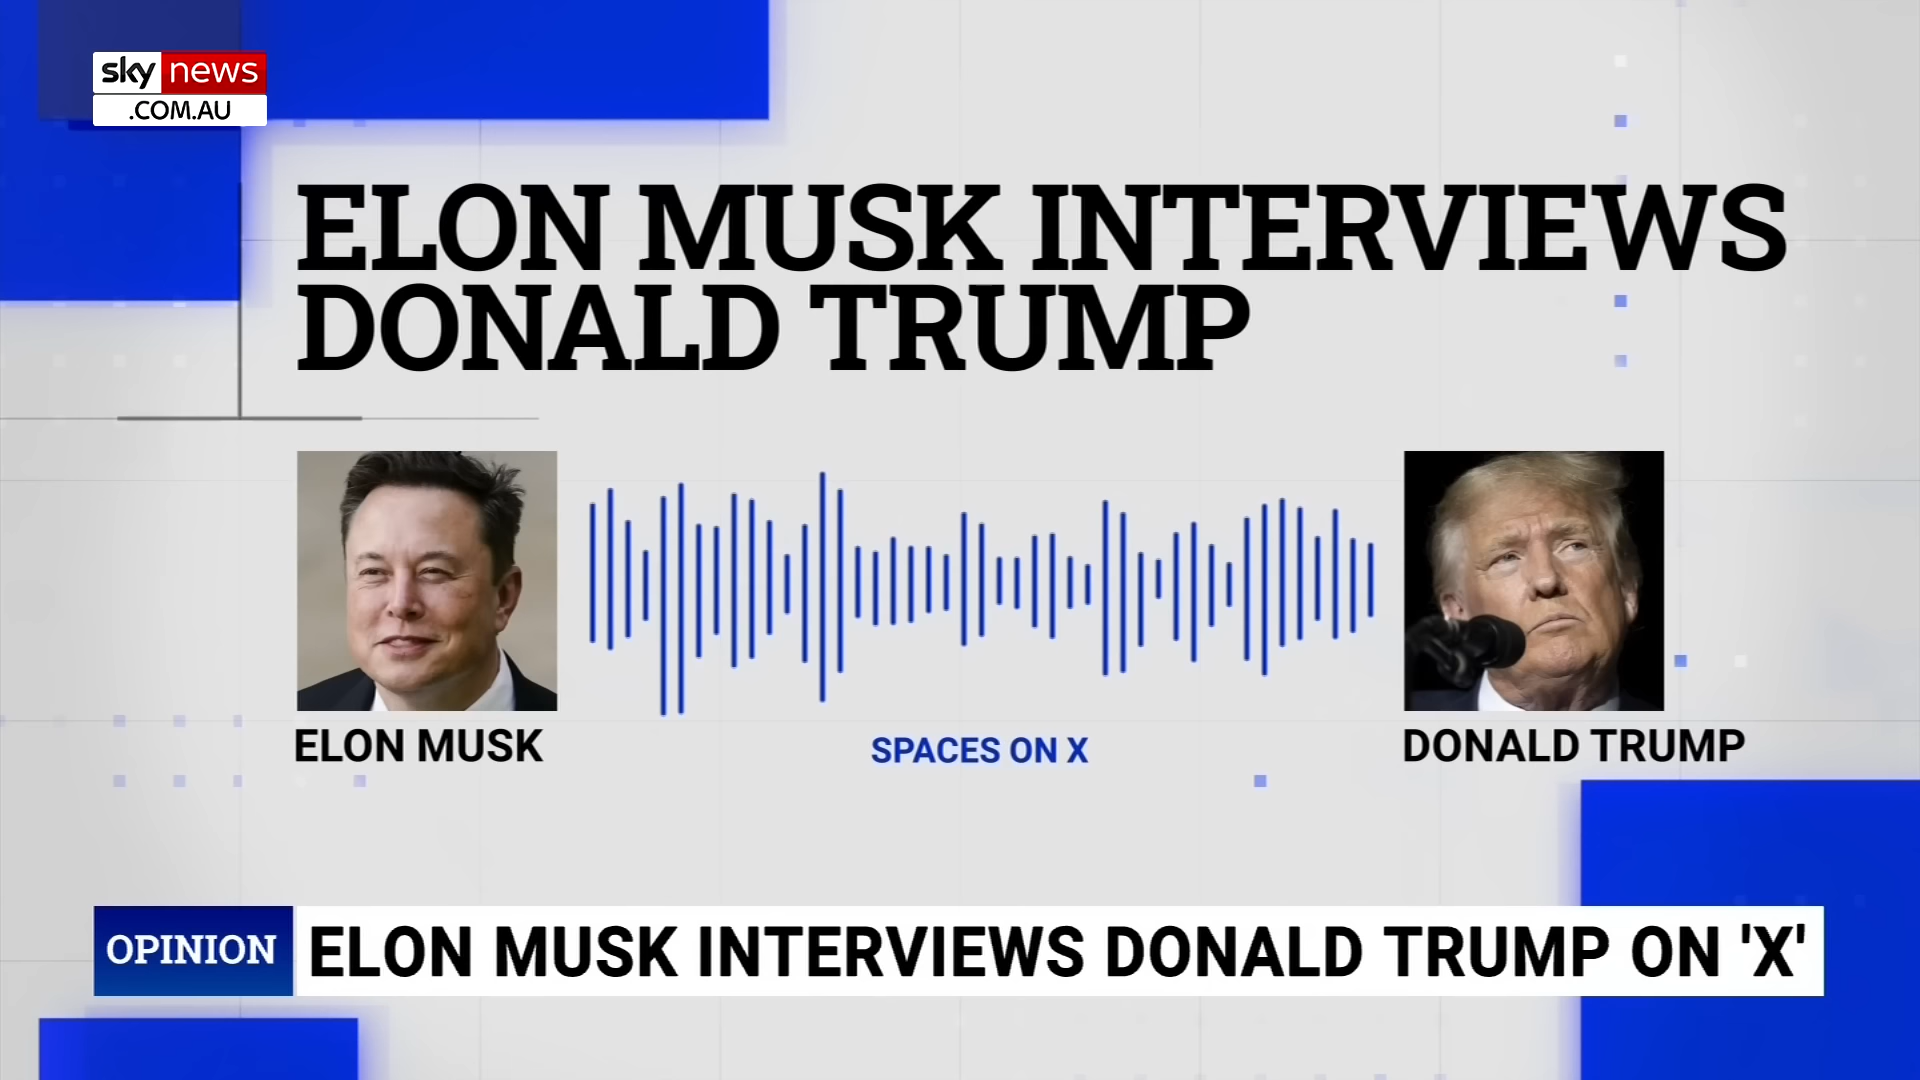 sky news
.COM.AU
ELON MUSK INTERVIEWS
DONALD TRUMP
ELON MUSK
SPACES ON X
DONALD TRUMP
OPINION
ELON MUSK INTERVIEWS DONALD TRUMP ON 'X'